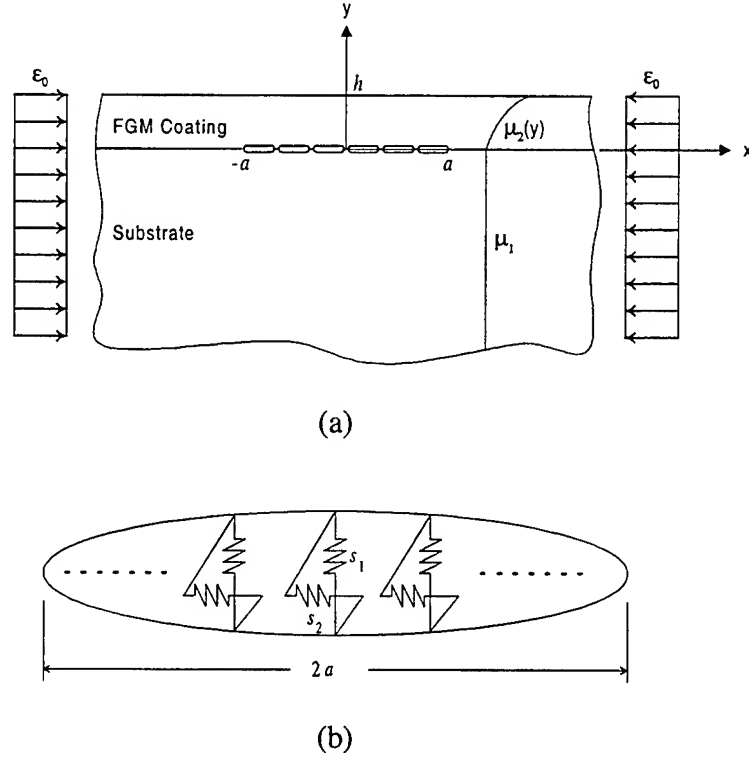 y
ε₀
h
ε₀
FGM Coating
μ₂(y)
x
-a
a
Substrate
μ₁
(a)
s₁
s₂
2a
(b)